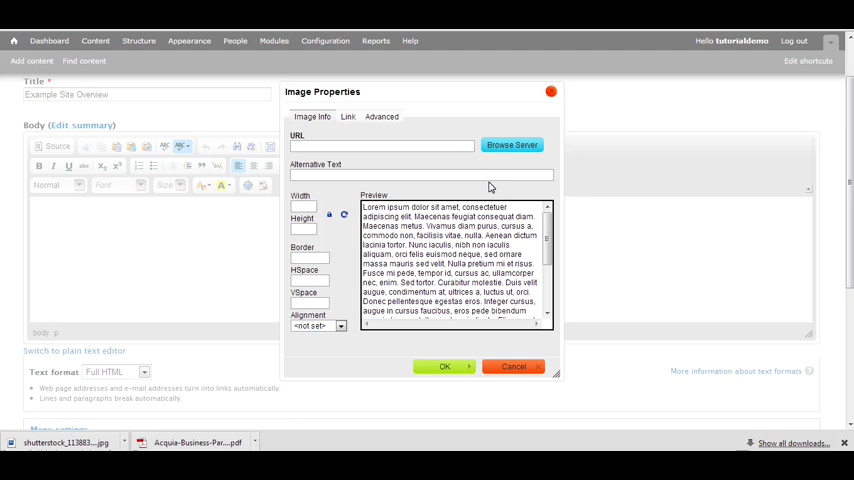 Dashboard Content Structure Appearance People Modules Configuration Reports Help Hello tutorialdemo Log out
Add content Find content Edit shortcuts
Title *
Example Site Overview
Body (Edit summary)
Source
Normal Font Size
body p
Switch to plain text editor
Text format Full HTML
More information about text formats
Web page addresses and e-mail addresses turn into links automatically.
Lines and paragraphs break automatically.
Menu settings
Image Properties
Image Info Link Advanced
URL
Browse Server
Alternative Text
Width
Height
Border
HSpace
VSpace
Alignment
<not set>
Preview
Lorem ipsum dolor sit amet, consectetuer
adipiscing elit. Maecenas feugiat consequat diam.
Maecenas metus. Vivamus diam purus, cursus a,
commodo non, facilisis vitae, nulla. Aenean dictum
lacinia tortor. Nunc iaculis, nibh non iaculis
aliquam, orci felis euismod neque, sed ornare
massa mauris sed velit. Nulla pretium mi et risus.
Fusce mi pede, tempor id, cursus ac, ullamcorper
nec, enim. Sed tortor. Curabitur molestie. Duis velit
augue, condimentum at, ultrices a, luctus ut, orci.
Donec pellentesque egestas eros. Integer cursus,
augue in cursus faucibus, eros pede bibendum
OK Cancel
shutterstock_113883....jpg Acquia-Business-Par....pdf Show all downloads...